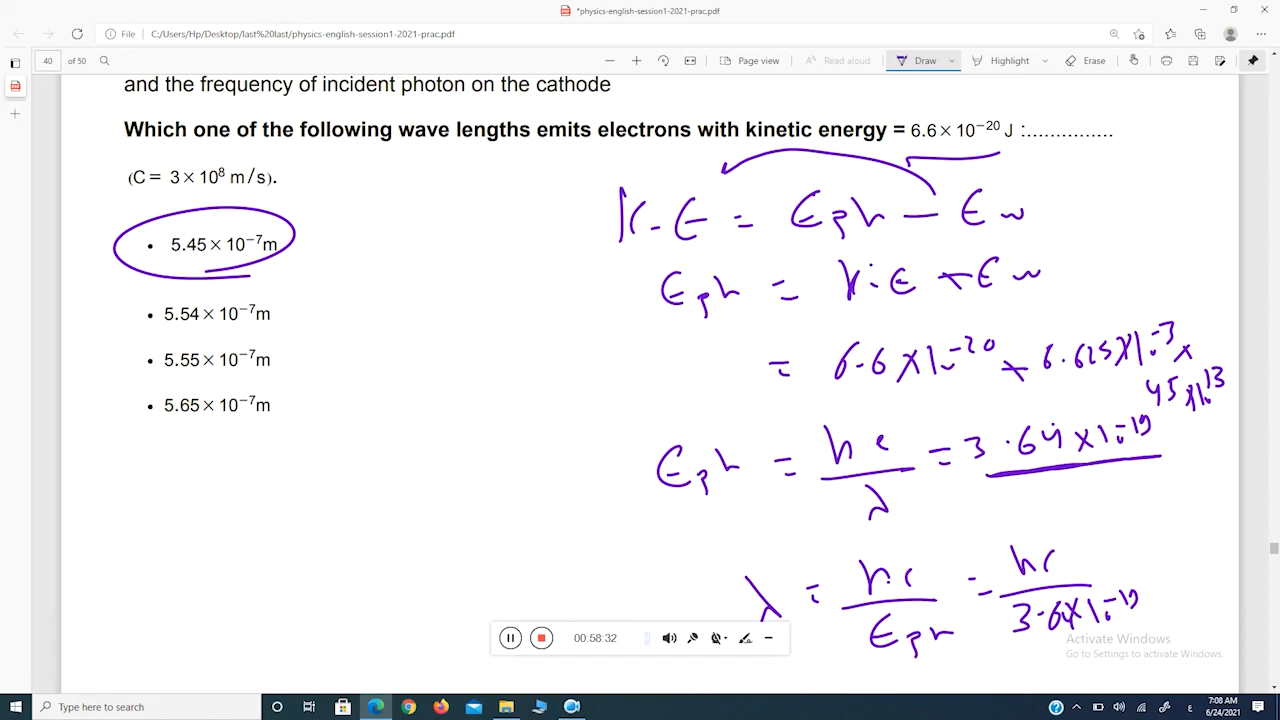 *physics-english-session1-2021-prac.pdf
File C:/Users/Hp/Desktop/last%20last/physics-english-session1-2021-prac.pdf
40 of 50 Page view Read aloud Draw Highlight Erase
and the frequency of incident photon on the cathode
Which one of the following wave lengths emits electrons with kinetic energy = 6.6 × 10⁻²⁰ J :...............
(C = 3 × 10⁸ m/s).
K.E = Eph − Ew
• 5.45 × 10⁻⁷m
Eph = K.E + Ew
• 5.54 × 10⁻⁷m
= 6.6 × 10⁻²⁰ + 6.625 × 10⁻³ ×
45 × 10¹³
• 5.55 × 10⁻⁷m
• 5.65 × 10⁻⁷m
Eph = hc / λ = 3.64 × 10⁻¹⁹
λ = hc / Eph = hc / 3.64 × 10⁻¹⁹
00:58:32
Activate Windows
Go to Settings to activate Windows.
Type here to search
7:08 AM
6/24/2021